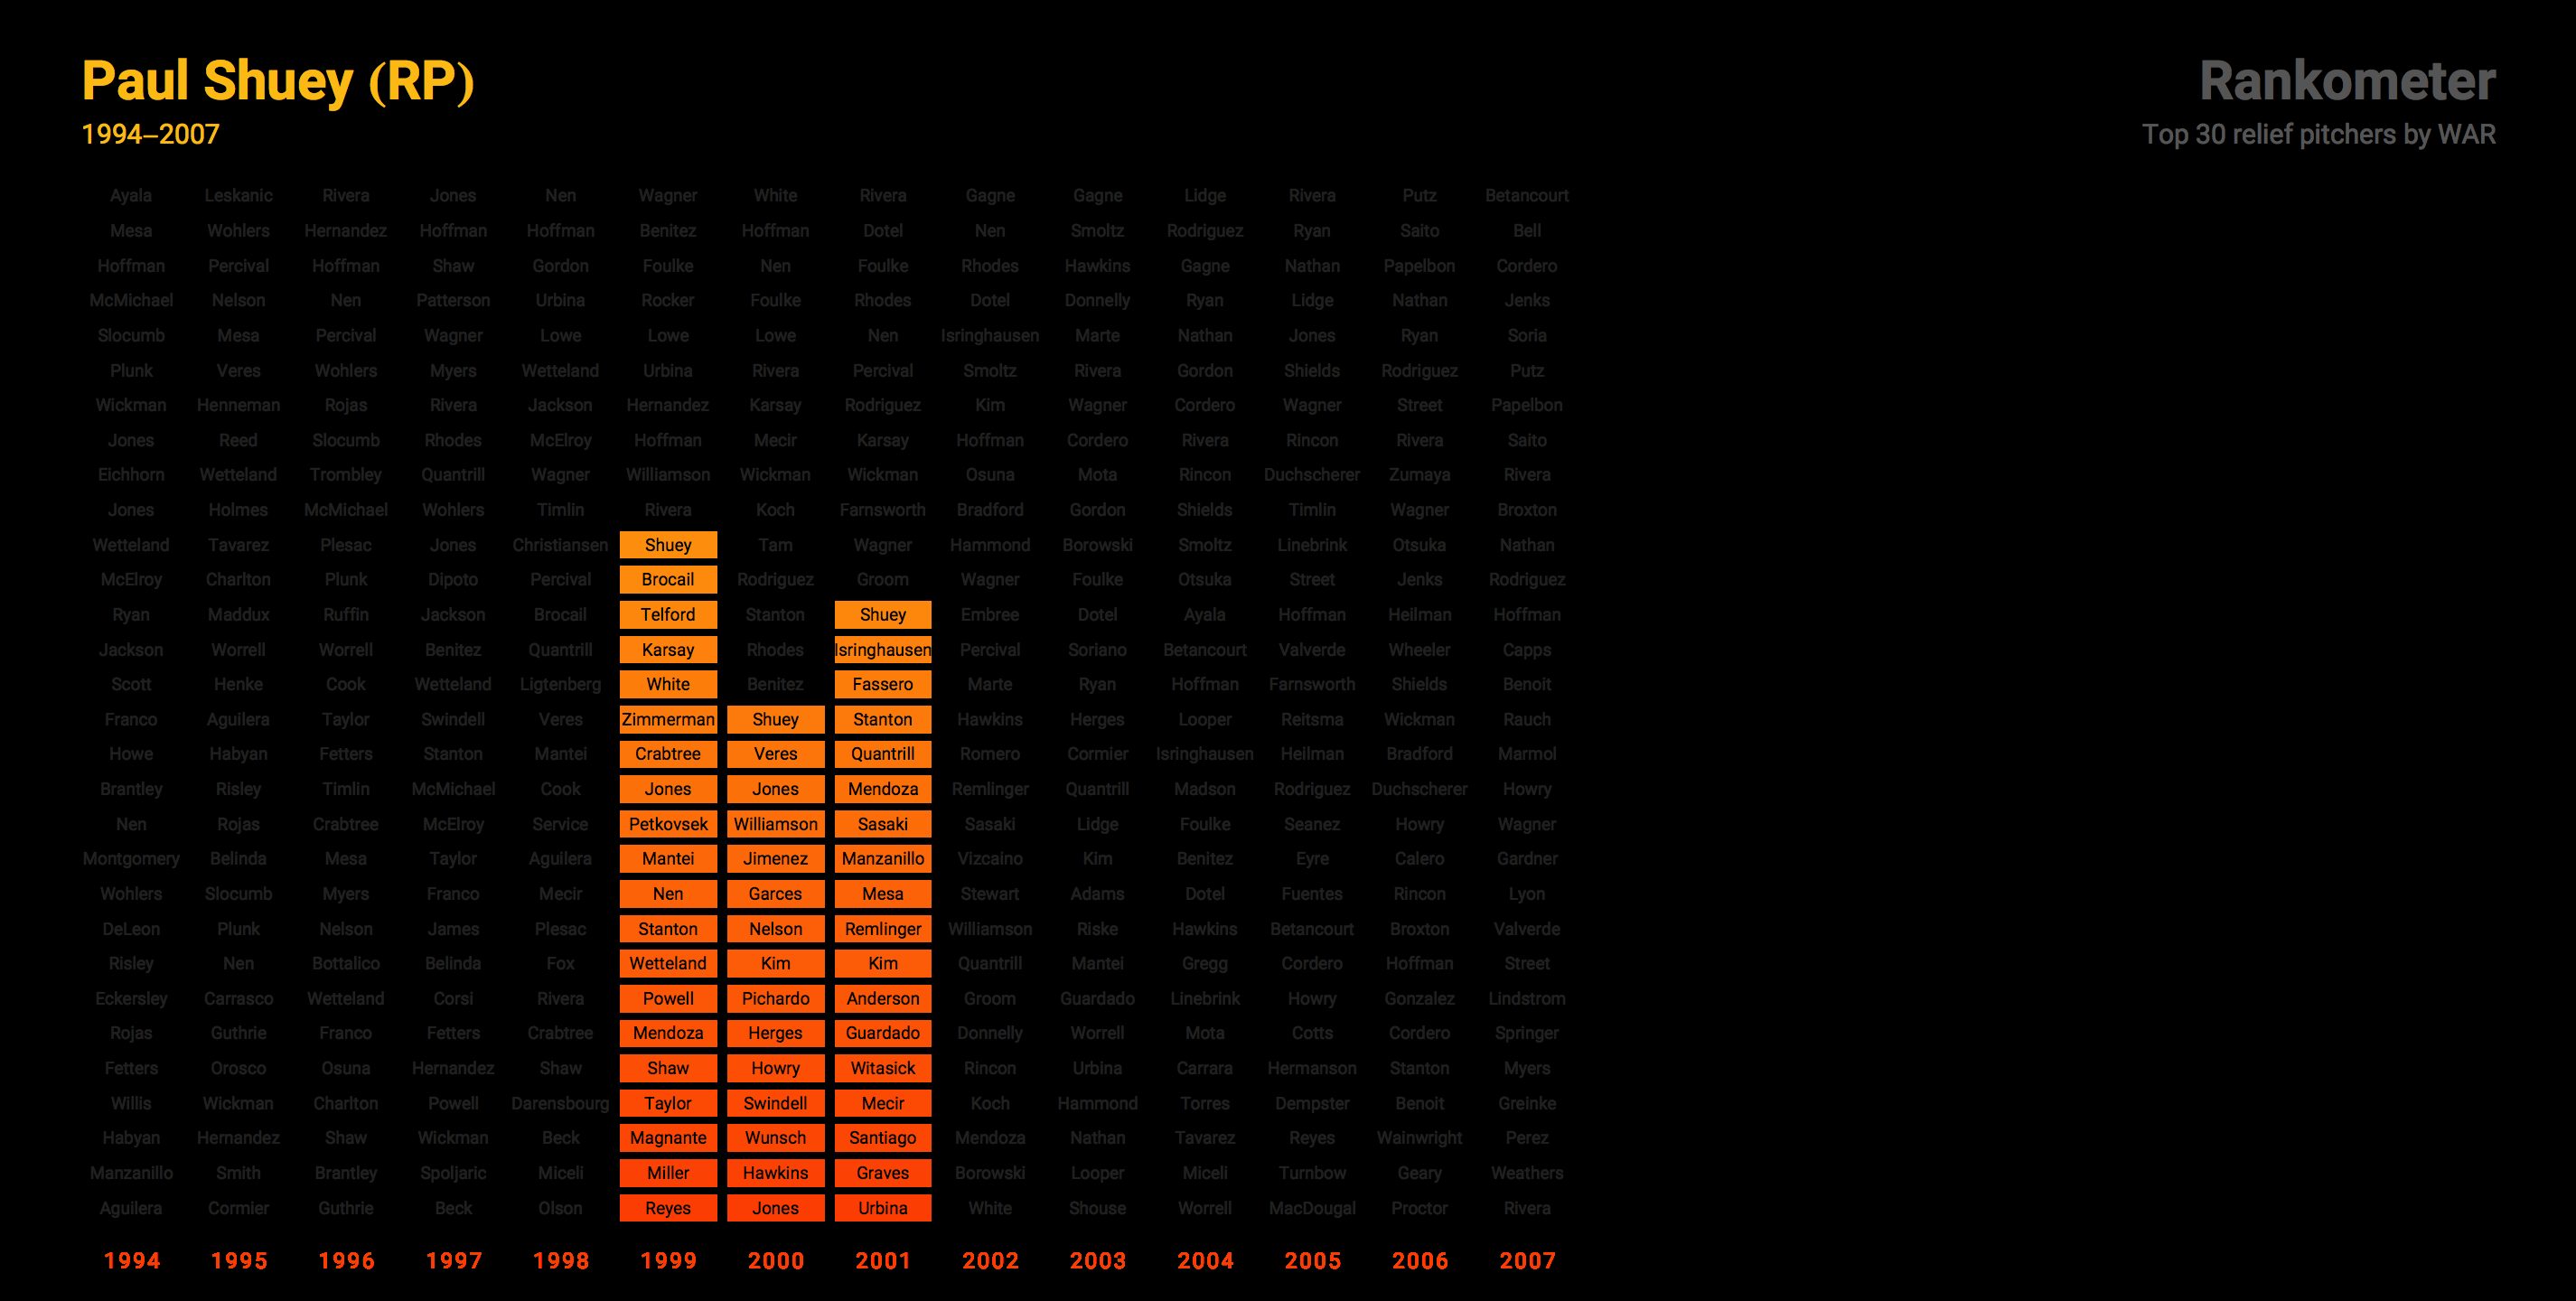 Paul Shuey (RP)
1994–2007
Rankometer
Top 30 relief pitchers by WAR
Ayala Leskanic Rivera Jones Nen Wagner White Rivera Gagne Gagne Lidge Rivera Putz Betancourt
Mesa Wohlers Hernandez Hoffman Hoffman Benitez Hoffman Dotel Nen Smoltz Rodriguez Ryan Saito Bell
Hoffman Percival Hoffman Shaw Gordon Foulke Nen Foulke Rhodes Hawkins Gagne Nathan Papelbon Cordero
McMichael Nelson Nen Patterson Urbina Rocker Foulke Rhodes Dotel Donnelly Ryan Lidge Nathan Jenks
Slocumb Mesa Percival Wagner Lowe Lowe Lowe Nen Isringhausen Marte Nathan Jones Ryan Soria
Plunk Veres Wohlers Myers Wetteland Urbina Rivera Percival Smoltz Rivera Gordon Shields Rodriguez Putz
Wickman Henneman Rojas Rivera Jackson Hernandez Karsay Rodriguez Kim Wagner Cordero Wagner Street Papelbon
Jones Reed Slocumb Rhodes McElroy Hoffman Mecir Karsay Hoffman Cordero Rivera Rincon Rivera Saito
Eichhorn Wetteland Trombley Quantrill Wagner Williamson Wickman Wickman Osuna Mota Rincon Duchscherer Zumaya Rivera
Jones Holmes McMichael Wohlers Timlin Rivera Koch Farnsworth Bradford Gordon Shields Timlin Wagner Broxton
Wetteland Tavarez Plesac Jones Christiansen Shuey Tam Wagner Hammond Borowski Smoltz Linebrink Otsuka Nathan
McElroy Charlton Plunk Dipoto Percival Brocail Rodriguez Groom Wagner Foulke Otsuka Street Jenks Rodriguez
Ryan Maddux Ruffin Jackson Brocail Telford Stanton Shuey Embree Dotel Ayala Hoffman Heilman Hoffman
Jackson Worrell Worrell Benitez Quantrill Karsay Rhodes Isringhausen Percival Soriano Betancourt Valverde Wheeler Capps
Scott Henke Cook Wetteland Ligtenberg White Benitez Fassero Marte Ryan Hoffman Farnsworth Shields Benoit
Franco Aguilera Taylor Swindell Veres Zimmerman Shuey Stanton Hawkins Herges Looper Reitsma Wickman Rauch
Howe Habyan Fetters Stanton Mantei Crabtree Veres Quantrill Romero Cormier Isringhausen Heilman Bradford Marmol
Brantley Risley Timlin McMichael Cook Jones Jones Mendoza Remlinger Quantrill Madson Rodriguez Duchscherer Howry
Nen Rojas Crabtree McElroy Service Petkovsek Williamson Sasaki Sasaki Lidge Foulke Seanez Howry Wagner
Montgomery Belinda Mesa Taylor Aguilera Mantei Jimenez Manzanillo Vizcaino Kim Benitez Eyre Calero Gardner
Wohlers Slocumb Myers Franco Mecir Nen Garces Mesa Stewart Adams Dotel Fuentes Rincon Lyon
DeLeon Plunk Nelson James Plesac Stanton Nelson Remlinger Williamson Riske Hawkins Betancourt Broxton Valverde
Risley Nen Bottalico Belinda Fox Wetteland Kim Kim Quantrill Mantei Gregg Cordero Hoffman Street
Eckersley Carrasco Wetteland Corsi Rivera Powell Pichardo Anderson Groom Guardado Linebrink Howry Gonzalez Lindstrom
Rojas Guthrie Franco Fetters Crabtree Mendoza Herges Guardado Donnelly Worrell Mota Cotts Cordero Springer
Fetters Orosco Osuna Hernandez Shaw Shaw Howry Witasick Rincon Urbina Carrara Hermanson Stanton Myers
Willis Wickman Charlton Powell Darensbourg Taylor Swindell Mecir Koch Hammond Torres Dempster Benoit Greinke
Habyan Hernandez Shaw Wickman Beck Magnante Wunsch Santiago Mendoza Nathan Tavarez Reyes Wainwright Perez
Manzanillo Smith Brantley Spoljaric Miceli Miller Hawkins Graves Borowski Looper Miceli Turnbow Geary Weathers
Aguilera Cormier Guthrie Beck Olson Reyes Jones Urbina White Shouse Worrell MacDougal Proctor Rivera
1994 1995 1996 1997 1998 1999 2000 2001 2002 2003 2004 2005 2006 2007